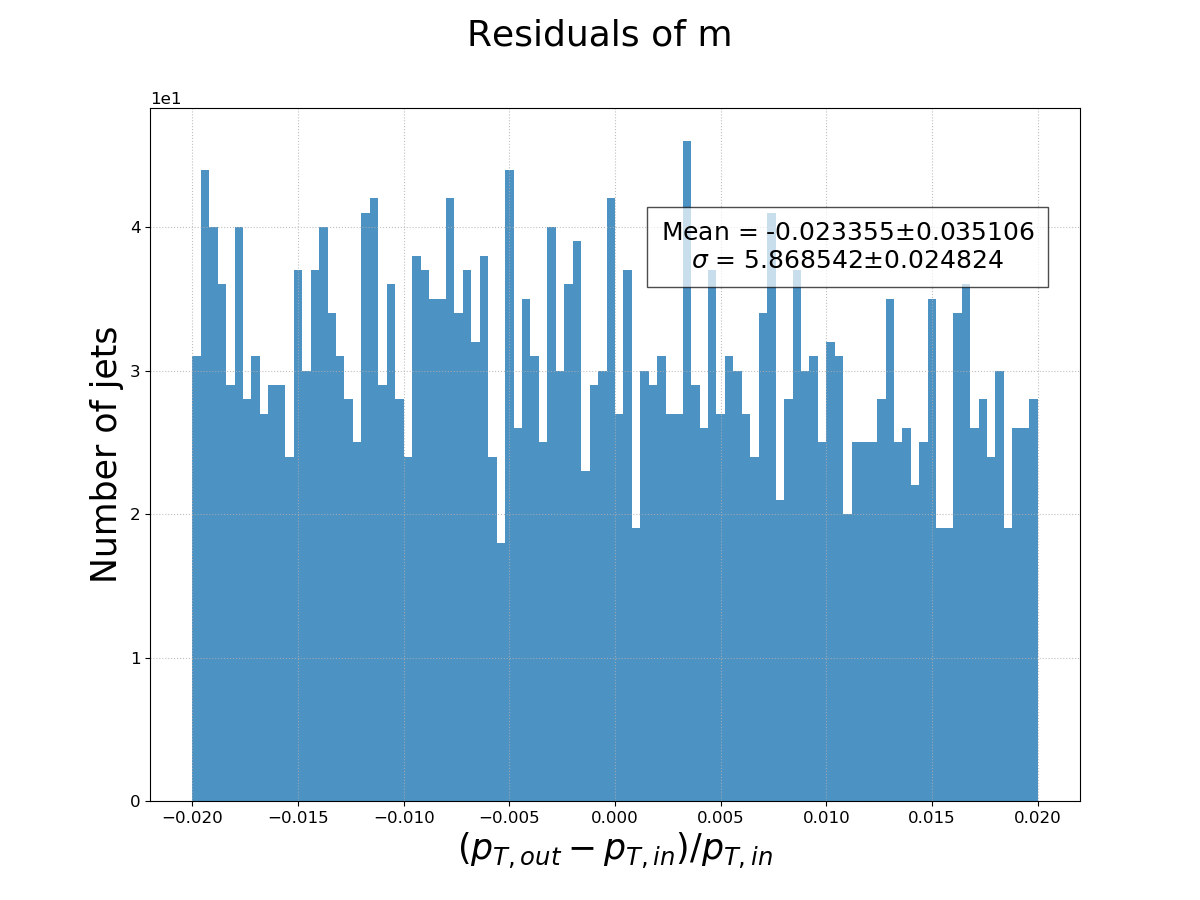 Residuals of m
1e1
4
3
2
1
0
Number of jets
Mean = -0.023355±0.035106
σ = 5.868542±0.024824
−0.020 −0.015 −0.010 −0.005 0.000 0.005 0.010 0.015 0.020
(p_{T,out} − p_{T,in})/p_{T,in}